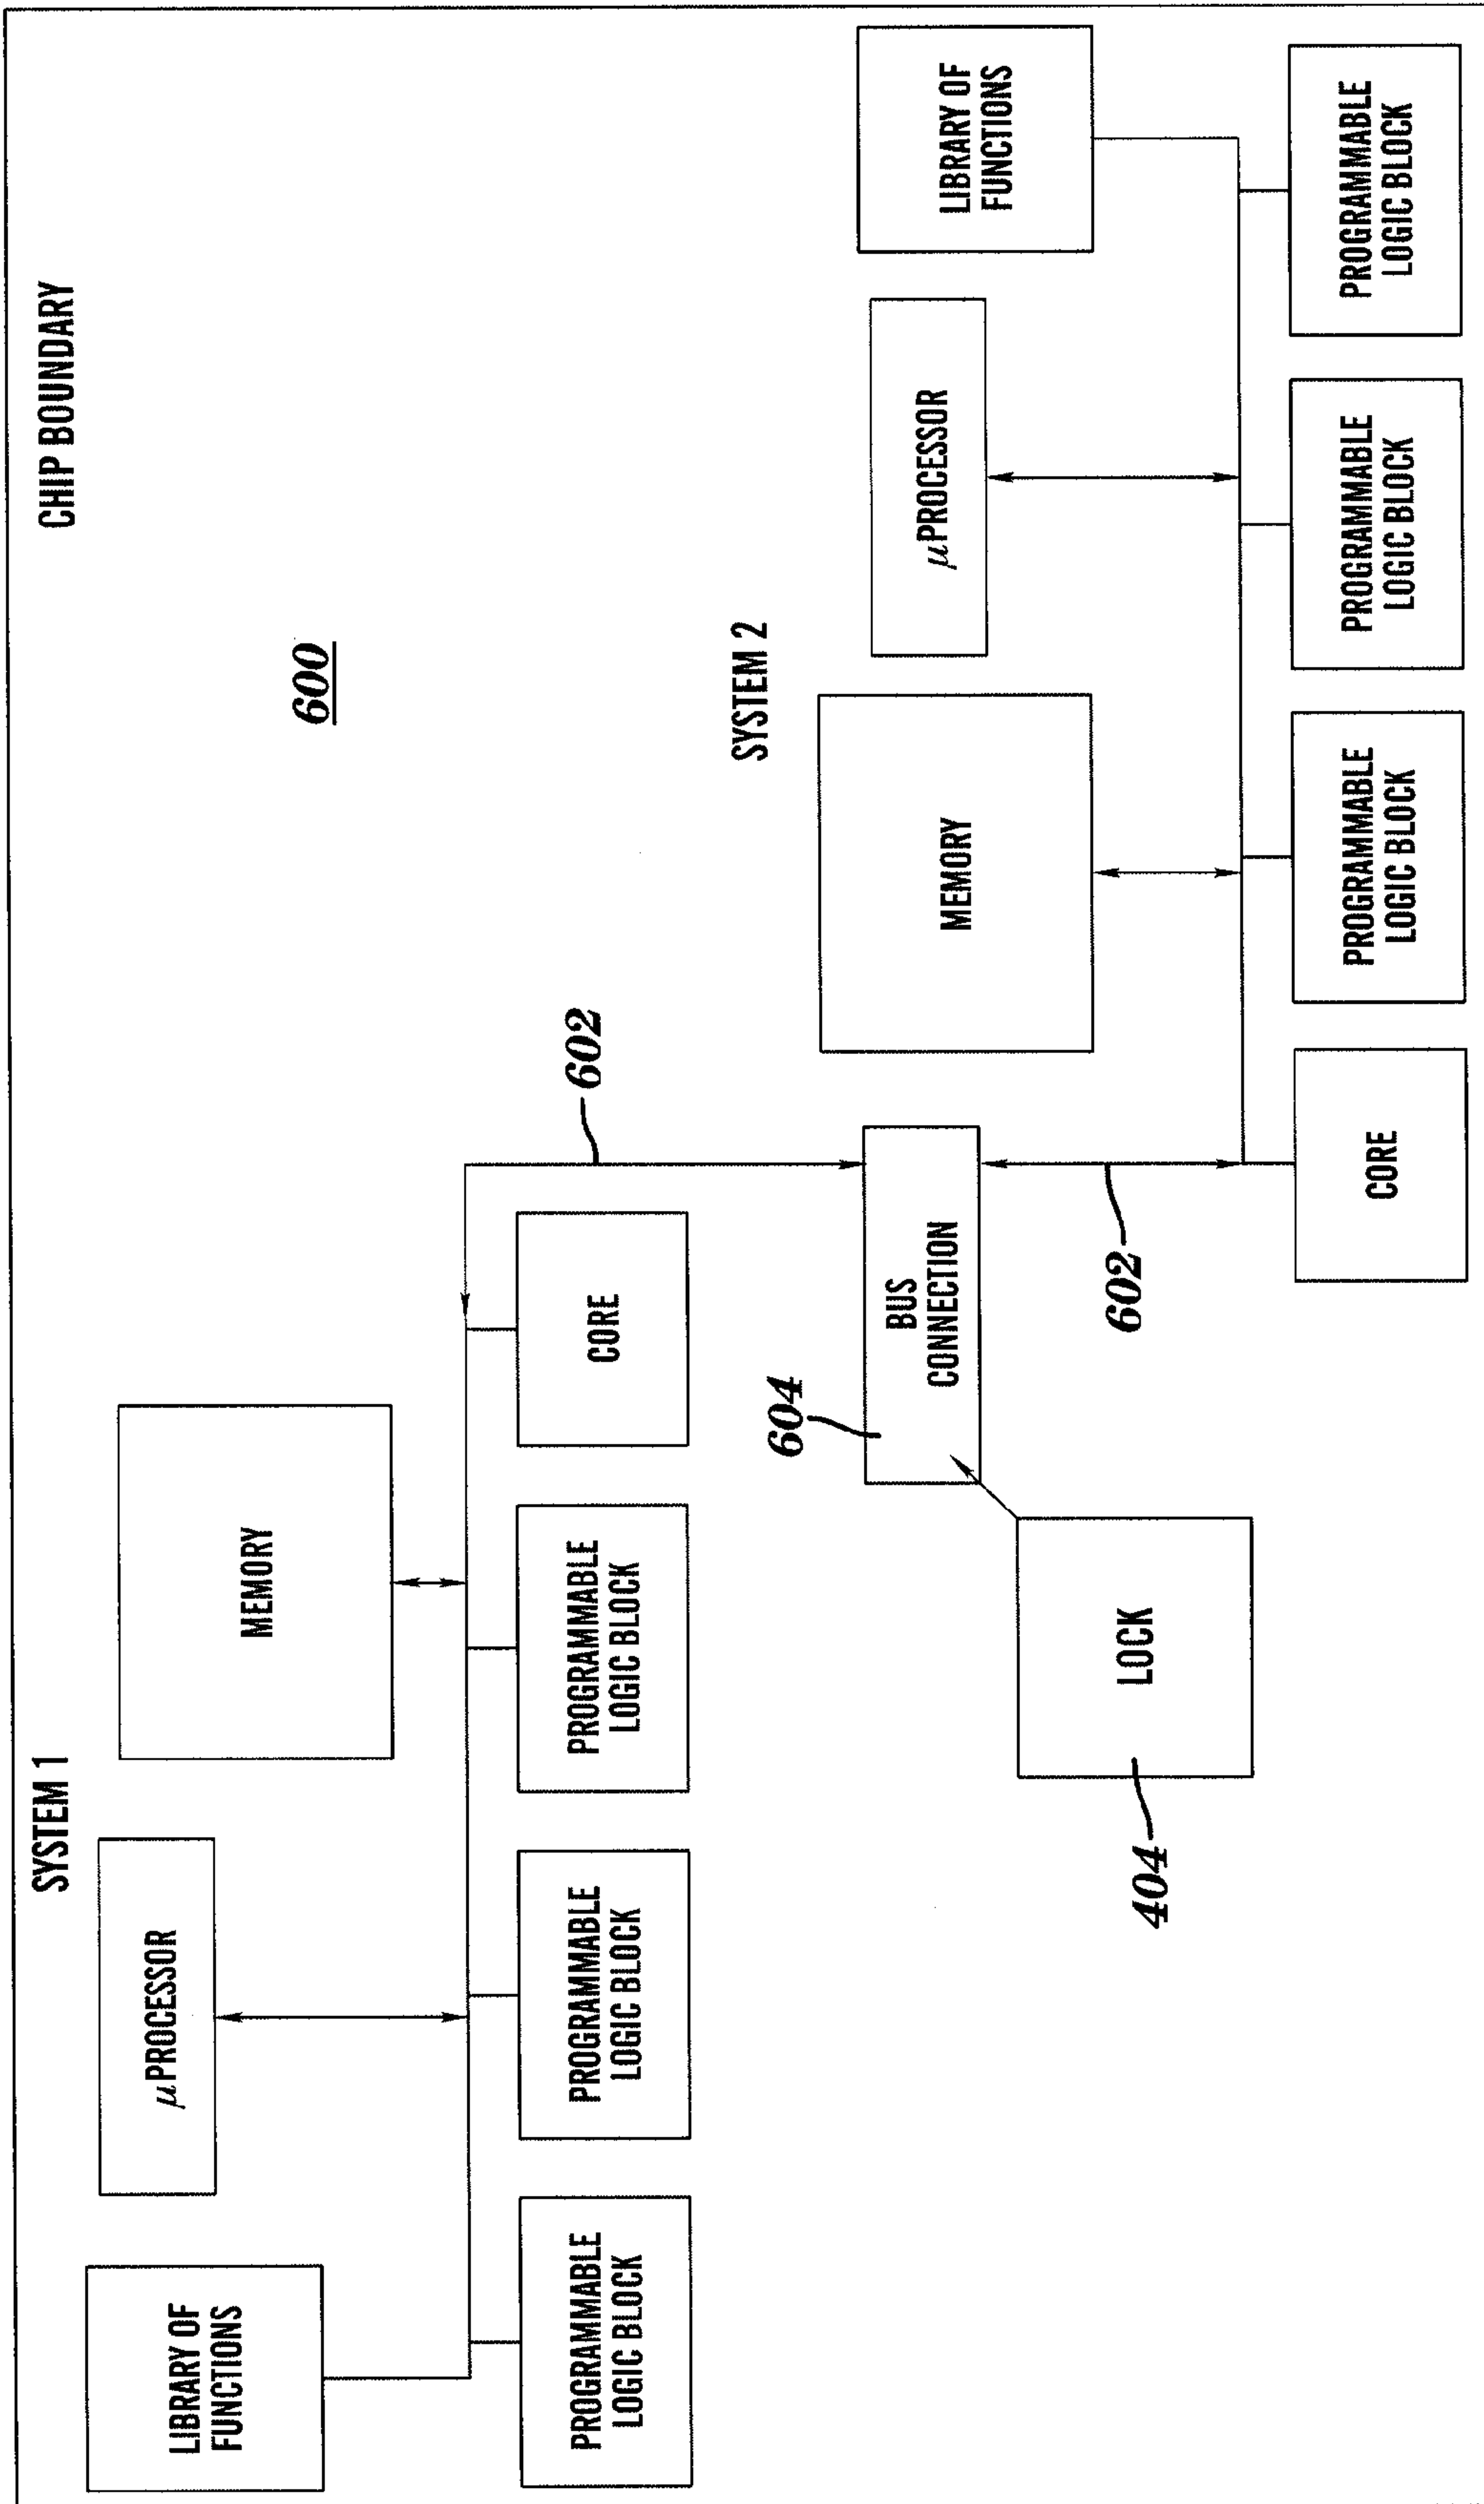 SYSTEM 1
CHIP BOUNDARY
LIBRARY OF
FUNCTIONS
μPROCESSOR
MEMORY
600
PROGRAMMABLE
LOGIC BLOCK
PROGRAMMABLE
LOGIC BLOCK
PROGRAMMABLE
LOGIC BLOCK
CORE
602
SYSTEM 2
604
BUS
CONNECTION
MEMORY
μPROCESSOR
LIBRARY OF
FUNCTIONS
404
LOCK
602
CORE
PROGRAMMABLE
LOGIC BLOCK
PROGRAMMABLE
LOGIC BLOCK
PROGRAMMABLE
LOGIC BLOCK